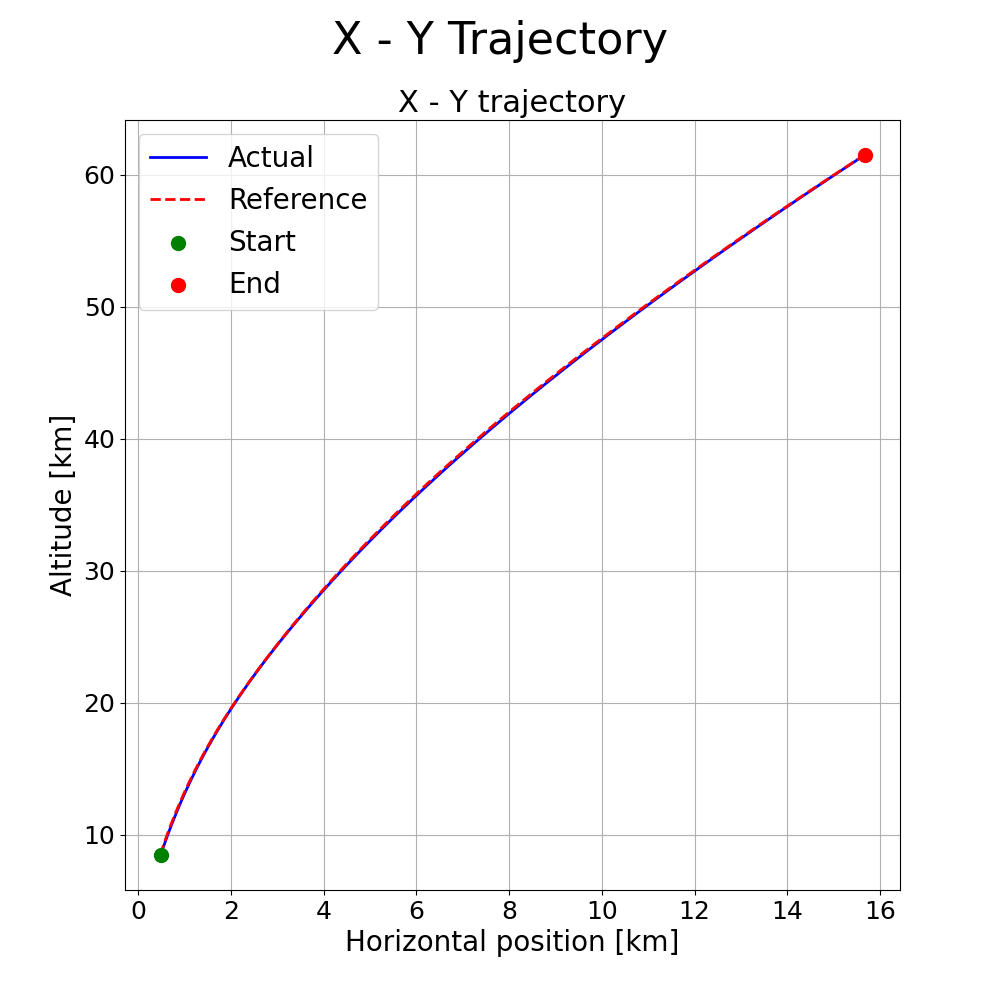 X - Y Trajectory
X - Y trajectory
Actual
Reference
Start
End
60
50
40
30
20
10
Altitude [km]
0 2 4 6 8 10 12 14 16
Horizontal position [km]